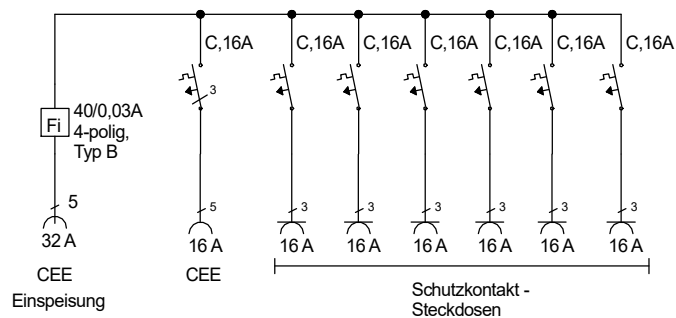 C,16A C,16A C,16A C,16A C,16A C,16A C,16A
3
Fi
40/0,03A
4-polig,
Typ B
5 5 3 3 3 3 3 3
32 A 16 A 16 A 16 A 16 A 16 A 16 A 16 A
CEE CEE
Einspeisung
Schutzkontakt -
Steckdosen